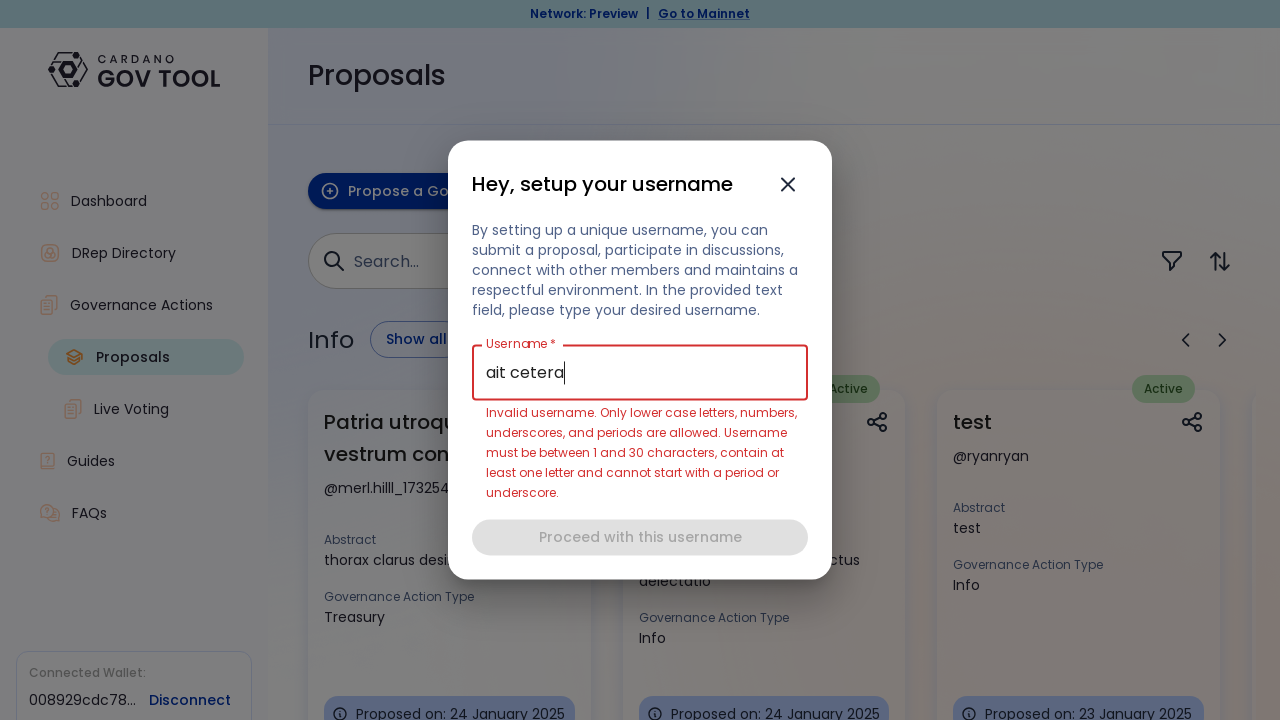 Network: Preview | Go to Mainnet
CARDANO
GOV TOOL
Proposals
Dashboard
DRep Directory
Governance Actions
Proposals
Live Voting
Guides
FAQs
Connected Wallet:
008929cdc78... Disconnect
Propose a Go
Search...
Info Show all
Hey, setup your username
By setting up a unique username, you can
submit a proposal, participate in discussions,
connect with other members and maintains a
respectful environment. In the provided text
field, please type your desired username.
Username *
ait cetera
Invalid username. Only lower case letters, numbers,
underscores, and periods are allowed. Username
must be between 1 and 30 characters, contain at
least one letter and cannot start with a period or
underscore.
Proceed with this username
Patria utroq
vestrum con
@merl.hilll_173254
Abstract
thorax clarus desi
Governance Action Type
Treasury
Proposed on: 24 January 2025
Active
ctus
delectatio
Governance Action Type
Info
Proposed on: 24 January 2025
Active
test
@ryanryan
Abstract
test
Governance Action Type
Info
Proposed on: 23 January 2025